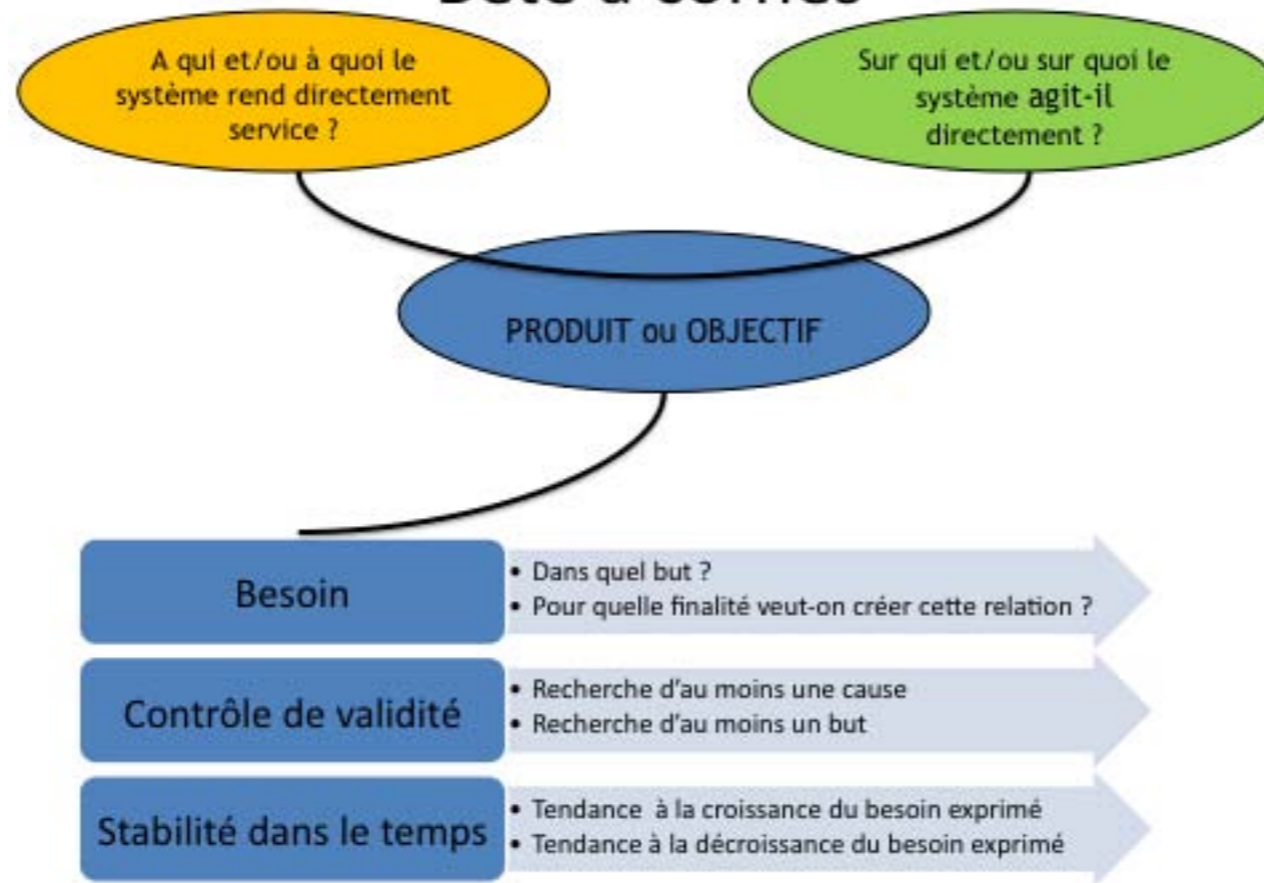 Bête à cornes
A qui et/ou à quoi le
système rend directement
service ?
Sur qui et/ou sur quoi le
système agit-il
directement ?
PRODUIT ou OBJECTIF
Besoin
• Dans quel but ?
• Pour quelle finalité veut-on créer cette relation ?
Contrôle de validité
• Recherche d'au moins une cause
• Recherche d'au moins un but
Stabilité dans le temps
• Tendance à la croissance du besoin exprimé
• Tendance à la décroissance du besoin exprimé